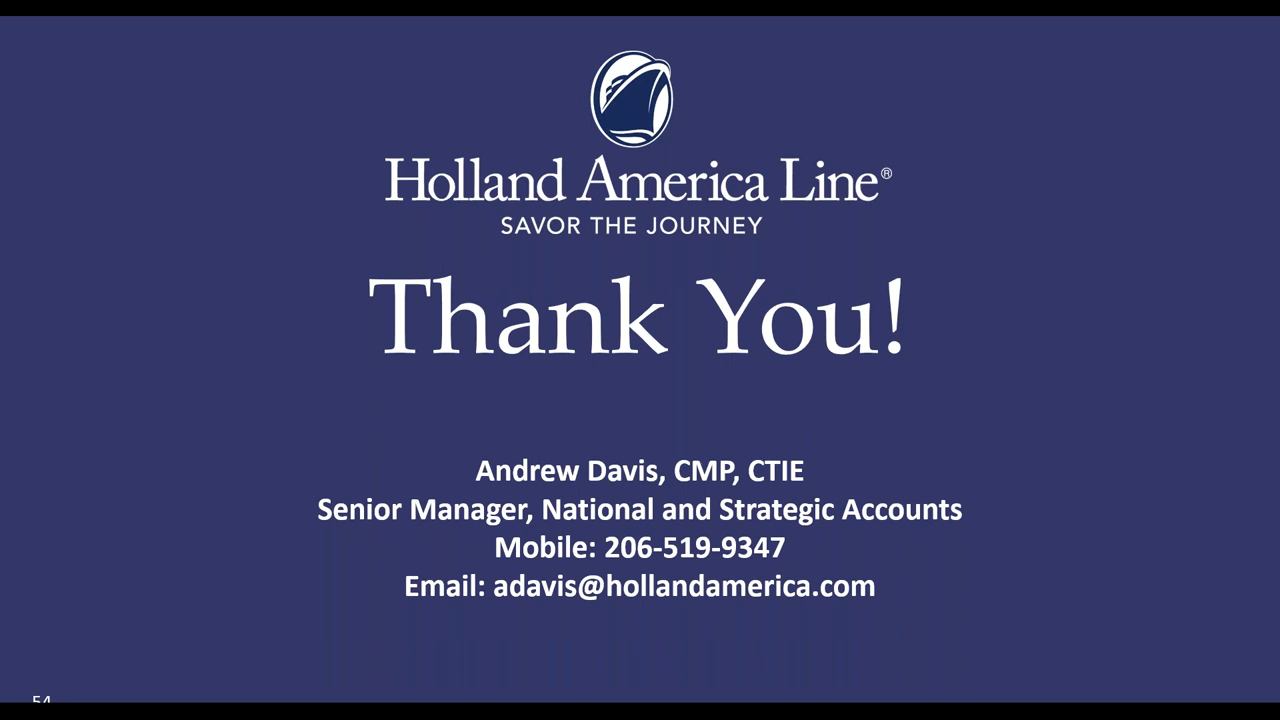 Holland America Line®
SAVOR THE JOURNEY
Thank You!
Andrew Davis, CMP, CTIE
Senior Manager, National and Strategic Accounts
Mobile: 206-519-9347
Email: adavis@hollandamerica.com
54